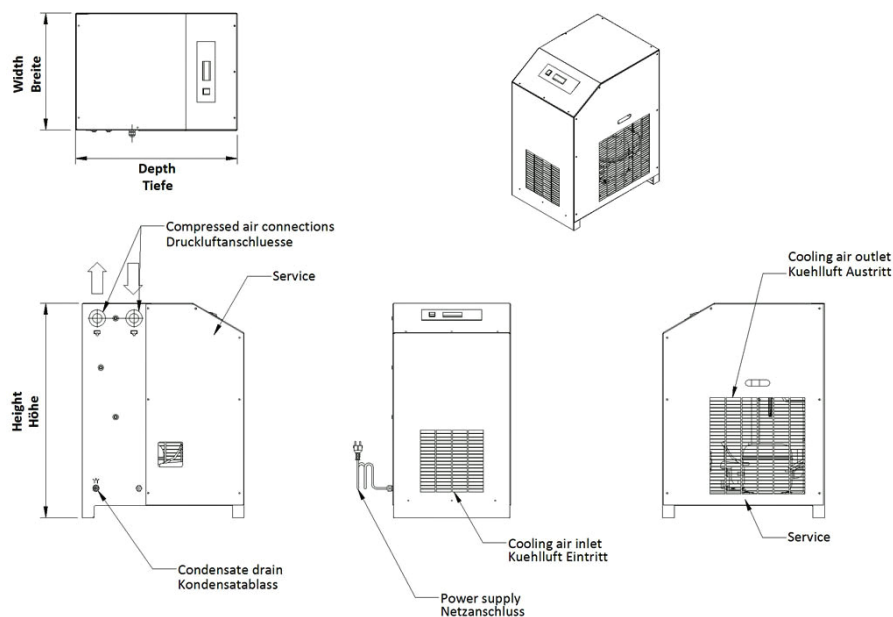 Width
Breite
Depth
Tiefe
Compressed air connections
Druckluftanschluesse
Service
Height
Höhe
Condensate drain
Kondensatablass
Cooling air inlet
Kuehlluft Eintritt
Power supply
Netzanschluss
Cooling air outlet
Kuehlluft Austritt
Service